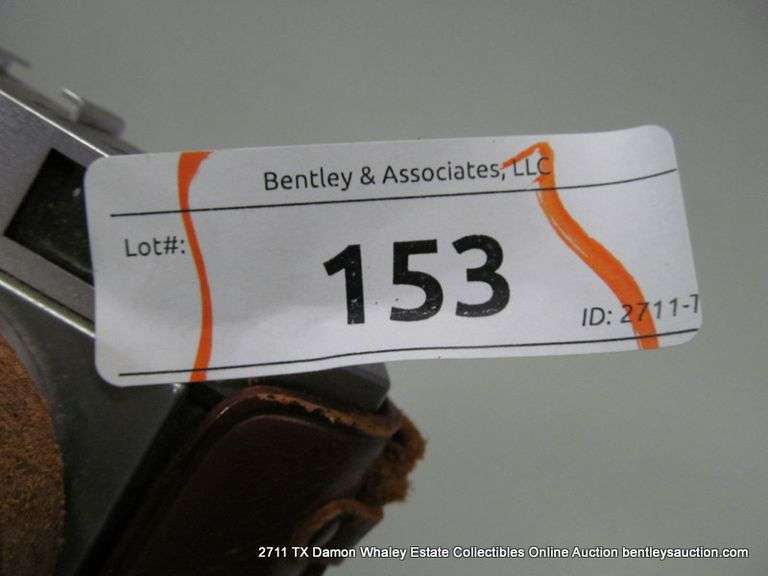 Bentley & Associates, LLC
Lot#:
153
ID: 2711-T
2711 TX Damon Whaley Estate Collectibles Online Auction bentleysauction.com